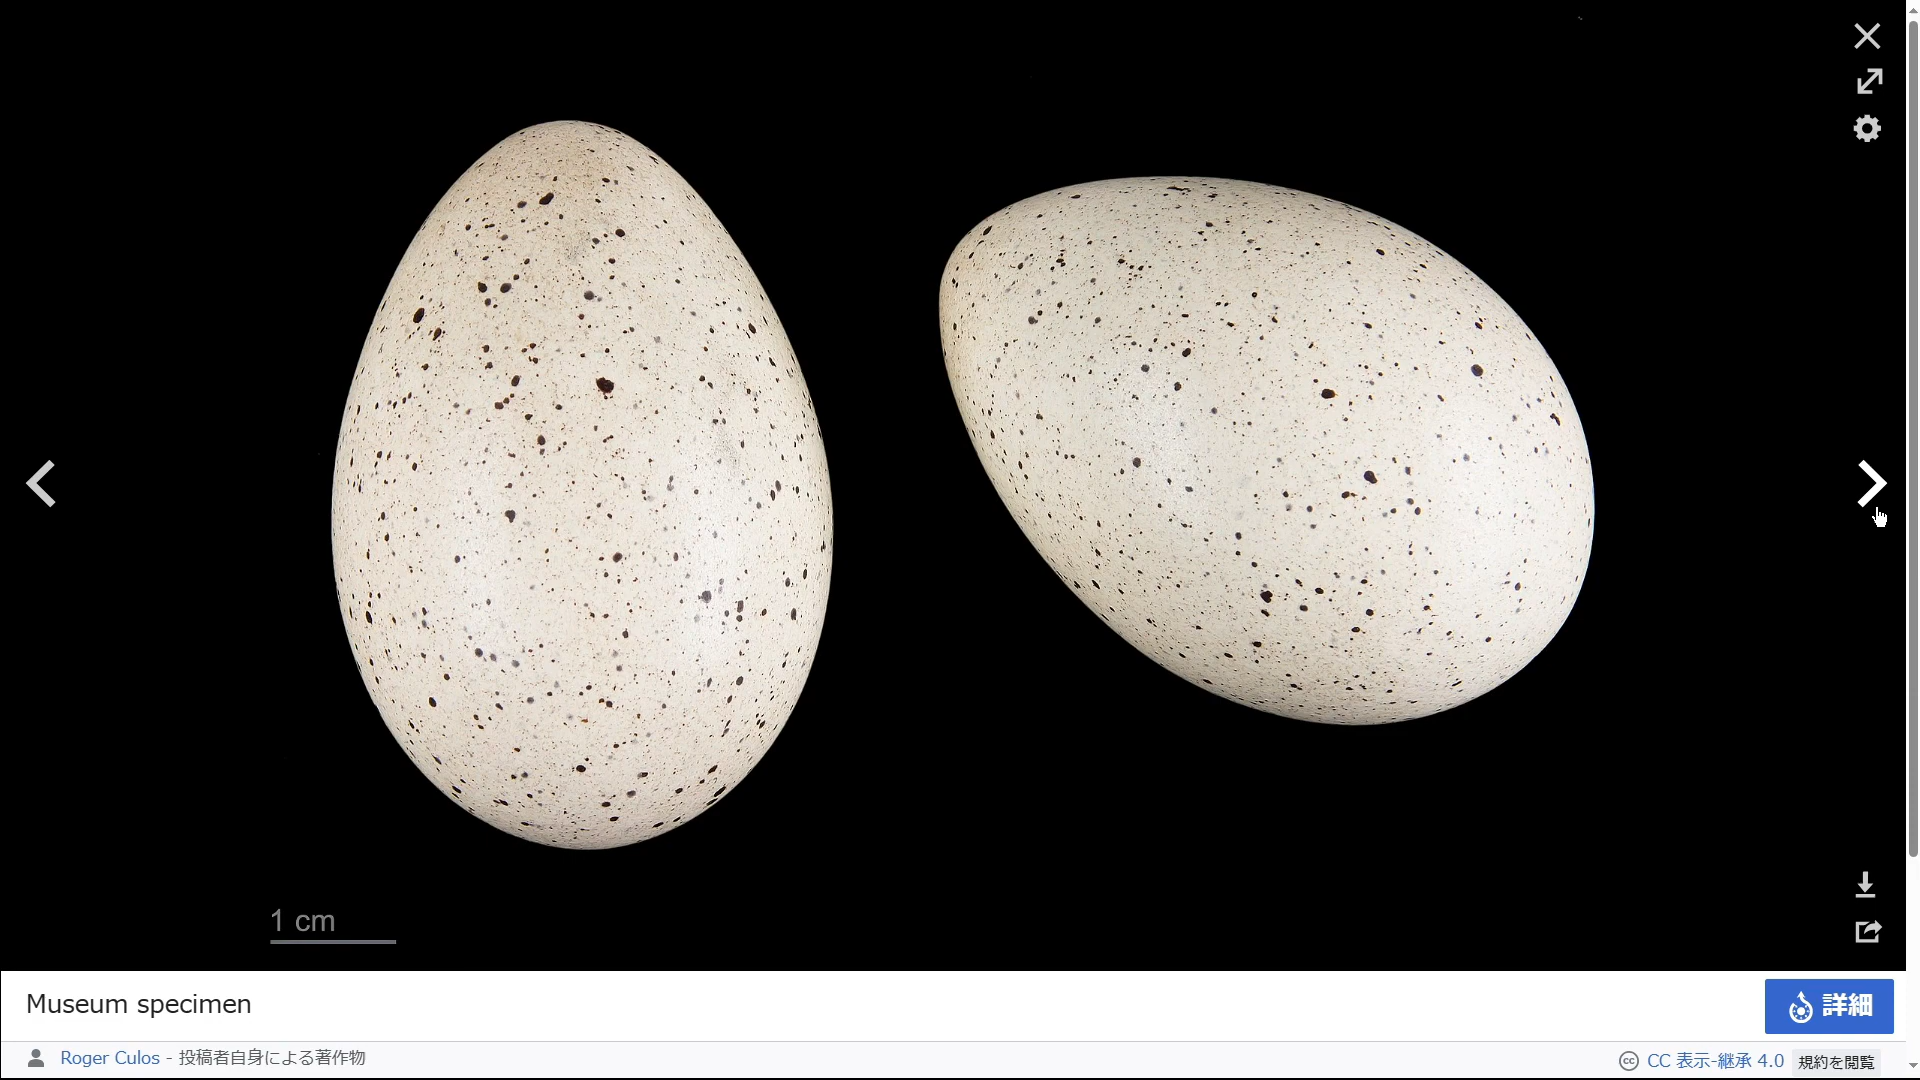 1 cm
Museum specimen
詳細
Roger Culos - 投稿者自身による著作物
CC 表示-継承 4.0 規約を閲覧